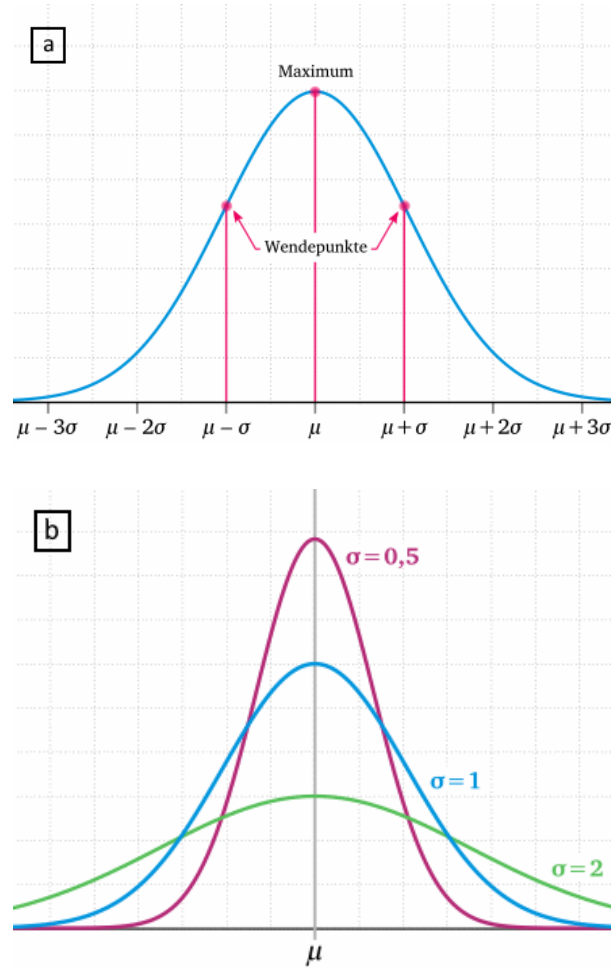 a
Maximum
Wendepunkte
μ − 3σ μ − 2σ μ − σ μ μ + σ μ + 2σ μ + 3σ
b
σ = 0,5
σ = 1
σ = 2
μ